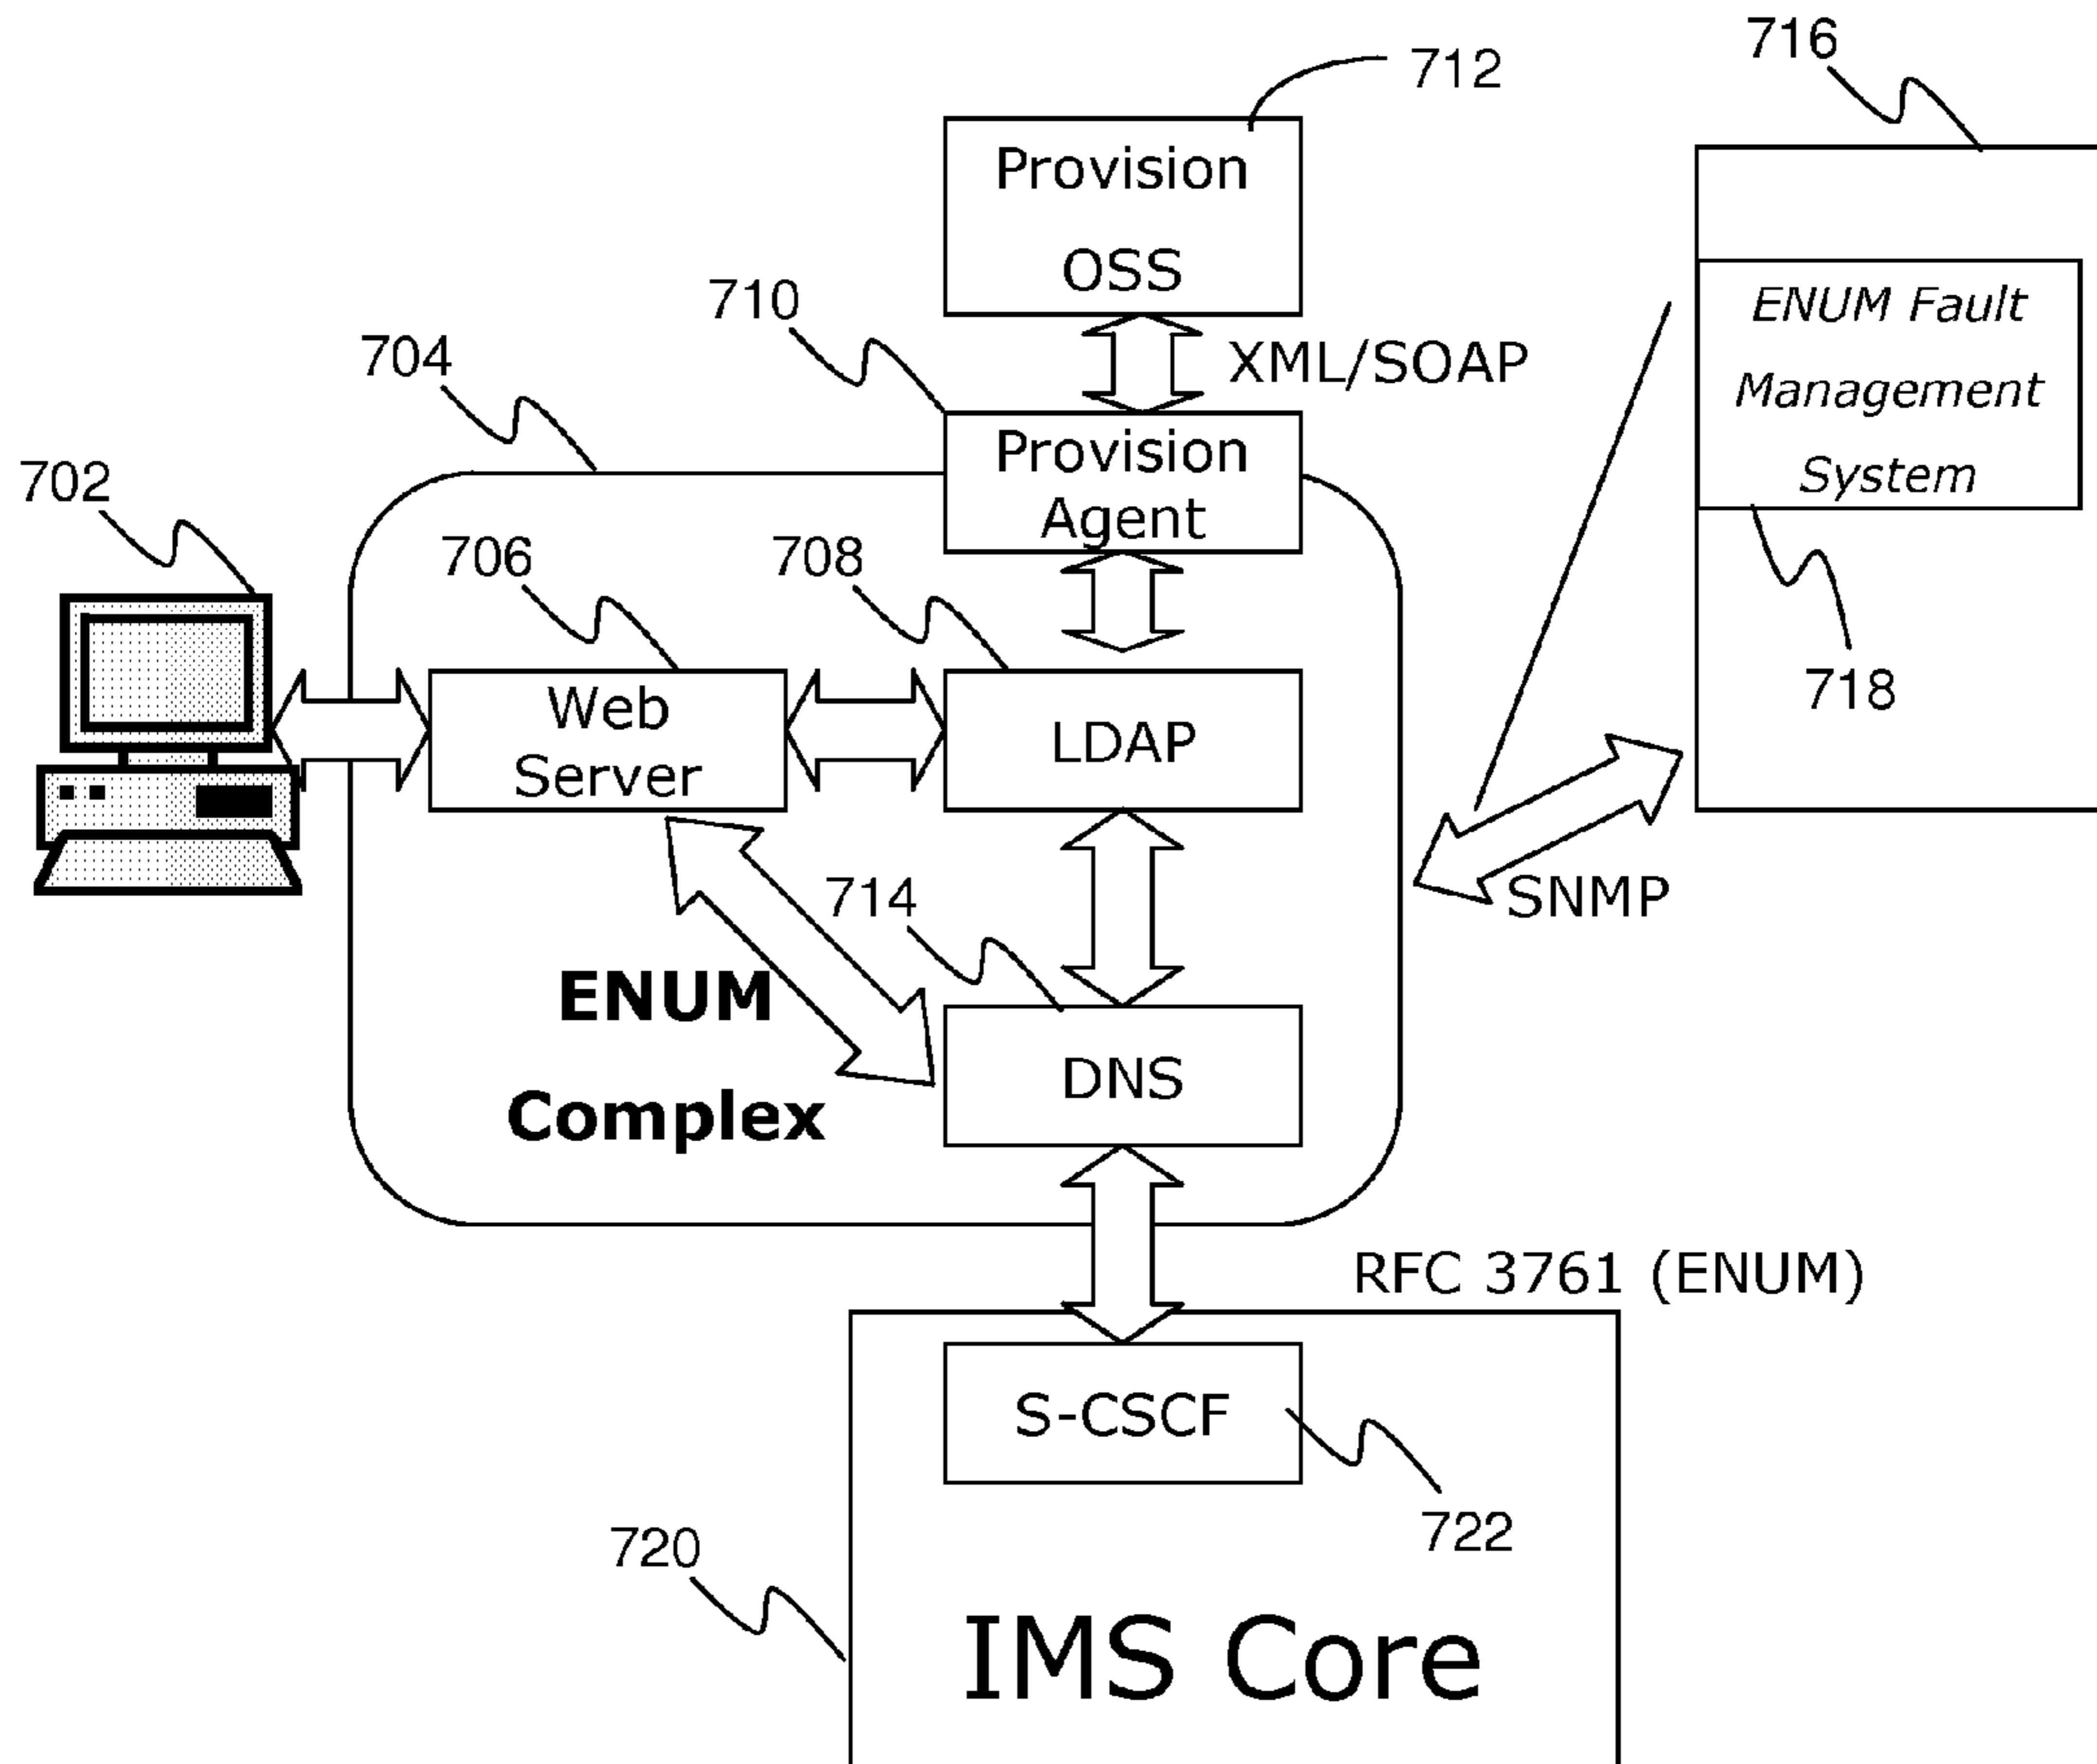 716
712
Provision
OSS
710
XML/SOAP
ENUM Fault
Management
System
704
Provision
Agent
702
706
708
718
Web
Server
LDAP
SNMP
714
ENUM
Complex
DNS
RFC 3761 (ENUM)
S-CSCF
722
720
IMS Core